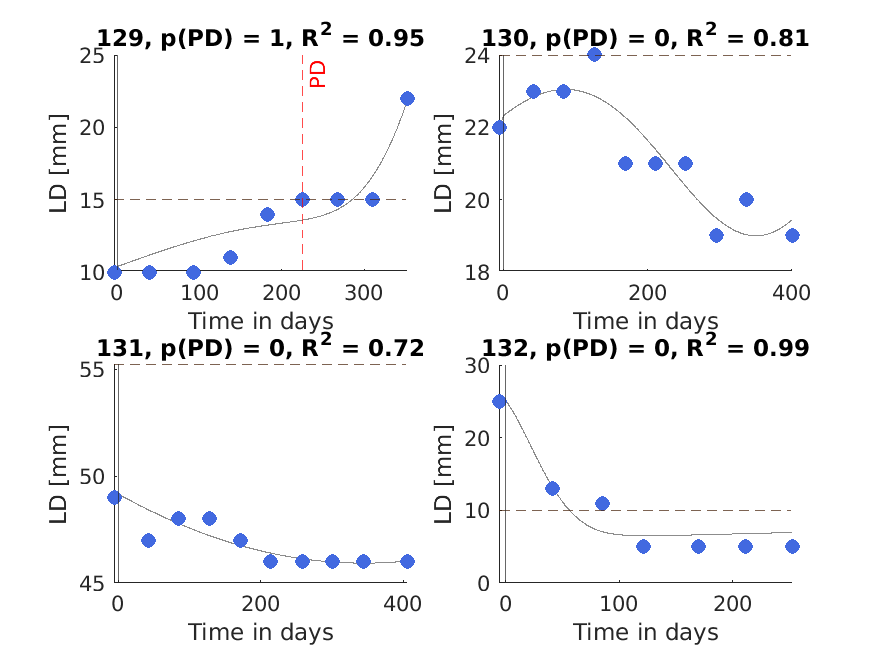 129, p(PD) = 1, R² = 0.95
25
20
15
10
LD [mm]
PD
0 100 200 300
Time in days
130, p(PD) = 0, R² = 0.81
24
22
20
18
LD [mm]
0 200 400
Time in days
131, p(PD) = 0, R² = 0.72
55
50
45
LD [mm]
0 200 400
Time in days
132, p(PD) = 0, R² = 0.99
30
20
10
0
LD [mm]
0 100 200
Time in days